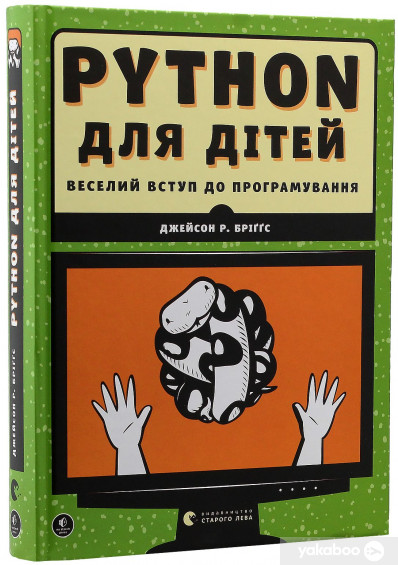 PYTHON
ДЛЯ ДІТЕЙ
ВЕСЕЛИЙ ВСТУП ДО ПРОГРАМУВАННЯ
ДЖЕЙСОН Р. БРІҐҐС
ВИДАВНИЦТВО
СТАРОГО ЛЕВА
PYTHON ДЛЯ ДІТЕЙ
ДЖЕЙСОН Р. БРІҐҐС
yakaboo